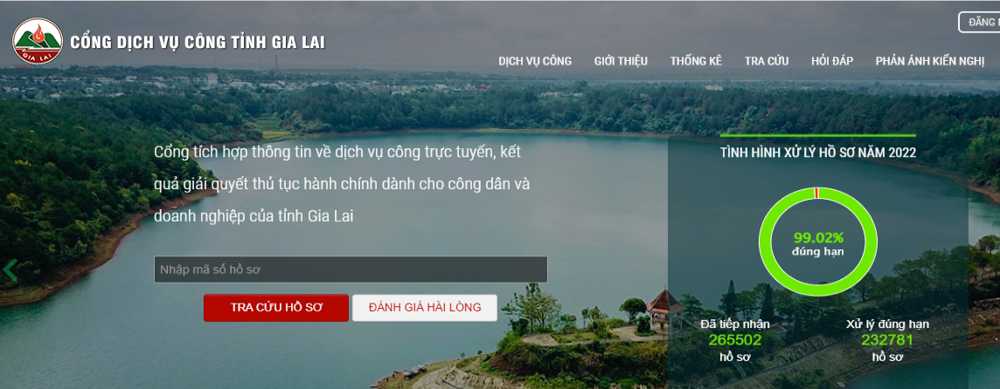 ĐĂNG
GIA LAI
CỔNG DỊCH VỤ CÔNG TỈNH GIA LAI
DỊCH VỤ CÔNG
GIỚI THIỆU
THỐNG KÊ
TRA CỨU
HỎI ĐÁP
PHẢN ÁNH KIẾN NGHỊ
Cổng tích hợp thông tin về dịch vụ công trực tuyến, kết
quả giải quyết thủ tục hành chính dành cho công dân và
doanh nghiệp của tỉnh Gia Lai
Nhập mã số hồ sơ
TRA CỨU HỒ SƠ
ĐÁNH GIÁ HÀI LÒNG
TÌNH HÌNH XỬ LÝ HỒ SƠ NĂM 2022
99.02%
đúng hạn
Đã tiếp nhận
265502
hồ sơ
Xử lý đúng hạn
232781
hồ sơ